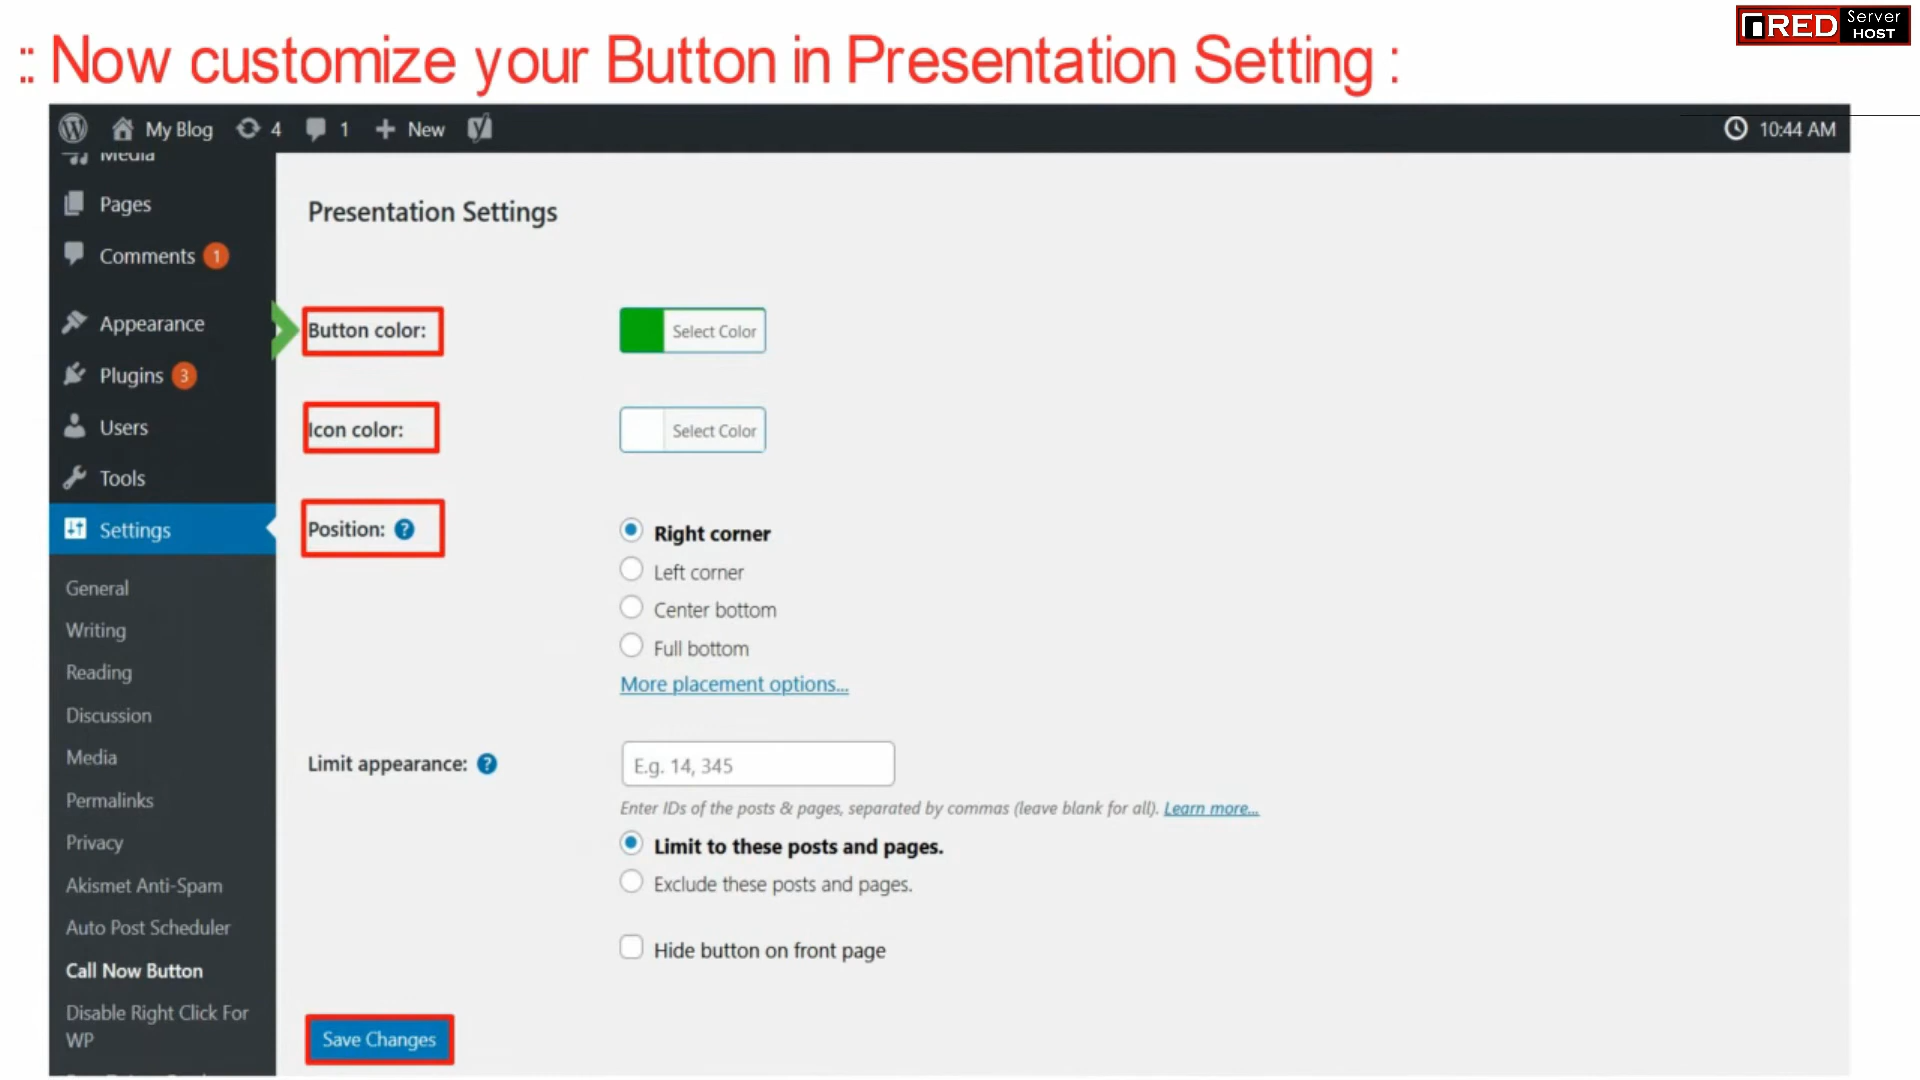 :: Now customize your Button in Presentation Setting :
RED Server HOST
My Blog 4 1 New 10:44 AM
Media
Pages
Comments 1
Appearance
Plugins 3
Users
Tools
Settings
General
Writing
Reading
Discussion
Media
Permalinks
Privacy
Akismet Anti-Spam
Auto Post Scheduler
Call Now Button
Disable Right Click For
WP
Presentation Settings
Button color: Select Color
Icon color: Select Color
Position: ? Right corner
Left corner
Center bottom
Full bottom
More placement options...
Limit appearance: ? E.g. 14, 345
Enter IDs of the posts & pages, separated by commas (leave blank for all). Learn more...
Limit to these posts and pages.
Exclude these posts and pages.
Hide button on front page
Save Changes